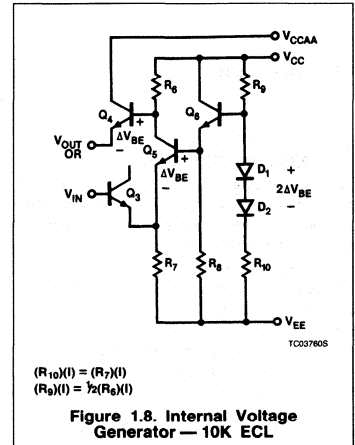 VCCAA
VCC
R6
Q6
R9
Q4
+
ΔVBE
VOUT
OR
–
Q5
+
ΔVBE
–
D1
+
2ΔVBE
D2
–
VIN
Q3
R7
R8
R10
VEE
TC03760S
(R10)(I) = (R7)(I)
(R9)(I) = ½(R6)(I)
Figure 1.8. Internal Voltage
Generator — 10K ECL